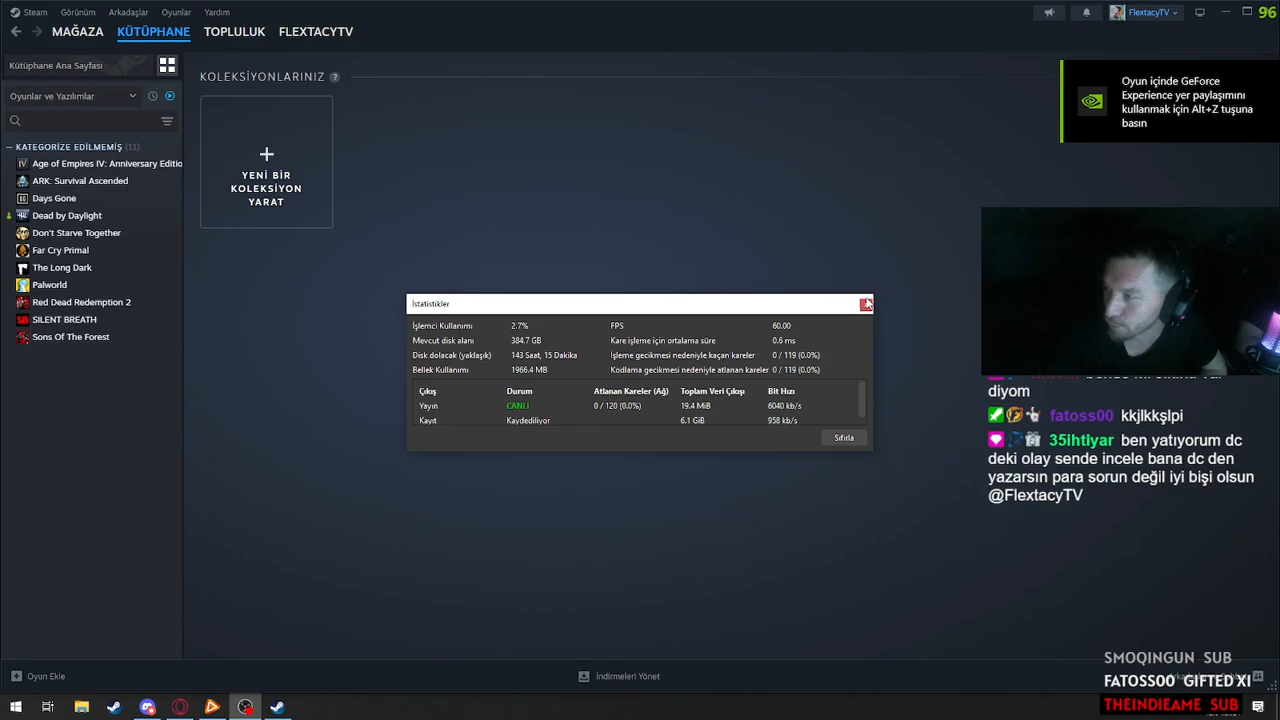 Steam Görünüm Arkadaşlar Oyunlar Yardım
FlextacyTV
96
MAĞAZA KÜTÜPHANE TOPLULUK FLEXTACYTV
Kütüphane Ana Sayfası
KOLEKSİYONLARINIZ ?
Oyunlar ve Yazılımlar
Oyun içinde GeForce
Experience yer paylaşımını
kullanmak için Alt+Z tuşuna
basın
KATEGORİZE EDİLMEMİŞ (11)
Age of Empires IV: Anniversary Editio
ARK: Survival Ascended
Days Gone
Dead by Daylight
Don't Starve Together
Far Cry Primal
The Long Dark
Palworld
Red Dead Redemption 2
SILENT BREATH
Sons Of The Forest
YENİ BİR
KOLEKSİYON
YARAT
İstatistikler
İşlemci Kullanımı 2.7% FPS 60.00
Mevcut disk alanı 384.7 GB Kare işleme için ortalama süre 0.6 ms
Disk dolacak (yaklaşık) 143 Saat, 15 Dakika İşleme gecikmesi nedeniyle kaçan kareler 0 / 119 (0.0%)
Bellek Kullanımı 1966.4 MB Kodlama gecikmesi nedeniyle atlanan kareler 0 / 119 (0.0%)
Çıkış Durum Atlanan Kareler (Ağ) Toplam Veri Çıkışı Bit Hızı
Yayın CANLI 0 / 120 (0.0%) 19.4 MiB 6040 kb/s
Kayıt Kaydediliyor 6.1 GiB 958 kb/s
Sıfırla
diyom
fatoss00 kkjlkkşlpi
35ihtiyar ben yatıyorum dc
deki olay sende incele bana dc den
yazarsın para sorun değil iyi bişi olsun
@FlextacyTV
SMOQINGUN SUB
FATOSS00 GIFTED X1
THEINDIEAME SUB
Oyun Ekle
İndirmeleri Yönet